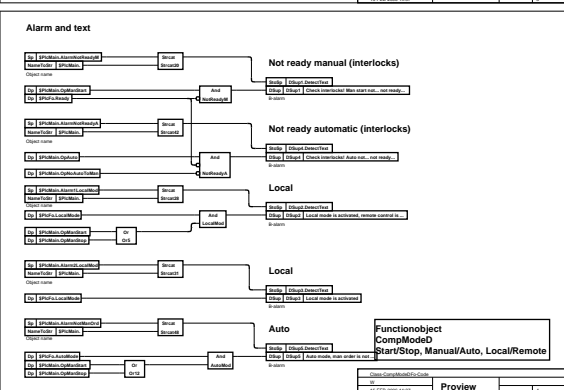 Alarm and text
Sp $PlcMain.AlarmNotReadyM
NameToStr $PlcMain.
Object name
Strcat
Strcat30
Not ready manual (interlocks)
StoSp DSup1.DetectText
DSup DSup1 Check interlocks! Man start not... not ready...
B-alarm
Dp $PlcMain.OpManStart
Dp $PlcFo.Ready
And
NotReadyM
Sp $PlcMain.AlarmNotReadyA
NameToStr $PlcMain.
Object name
Strcat
Strcat42
Not ready automatic (interlocks)
StoSp DSup4.DetectText
DSup DSup4 Check interlocks! Auto not... not ready...
B-alarm
Dp $PlcMain.OpAuto
Dp $PlcMain.OpNoAutoToMan
And
NotReadyA
Sp $PlcMain.Alarm1LocalMod
NameToStr $PlcMain.
Object name
Strcat
Local
StoSp DSup2.DetectText
DSup DSup2 Local mode is activated, remote control is ...
B-alarm
Dp $PlcFo.LocalMode
Dp $PlcMain.OpManStart
Dp $PlcMain.OpManStop
Or
Or5
And
LocalMod
Sp $PlcMain.Alarm2LocalMod
NameToStr $PlcMain.
Object name
Strcat
Strcat31
Local
StoSp DSup3.DetectText
DSup DSup3 Local mode is activated
B-alarm
Dp $PlcFo.LocalMode
Sp $PlcMain.AlarmNotManOrd
NameToStr $PlcMain.
Object name
Strcat
Auto
StoSp DSup5.DetectText
DSup DSup5 Auto mode, man order is not ...
B-alarm
Dp $PlcFo.AutoMode
Dp $PlcMain.OpManStart
Dp $PlcMain.OpManStop
Or
Or12
And
AutoMod
Functionobject
CompModeD
Start/Stop, Manual/Auto, Local/Remote
Class-CompModeDFo-Code
Proview